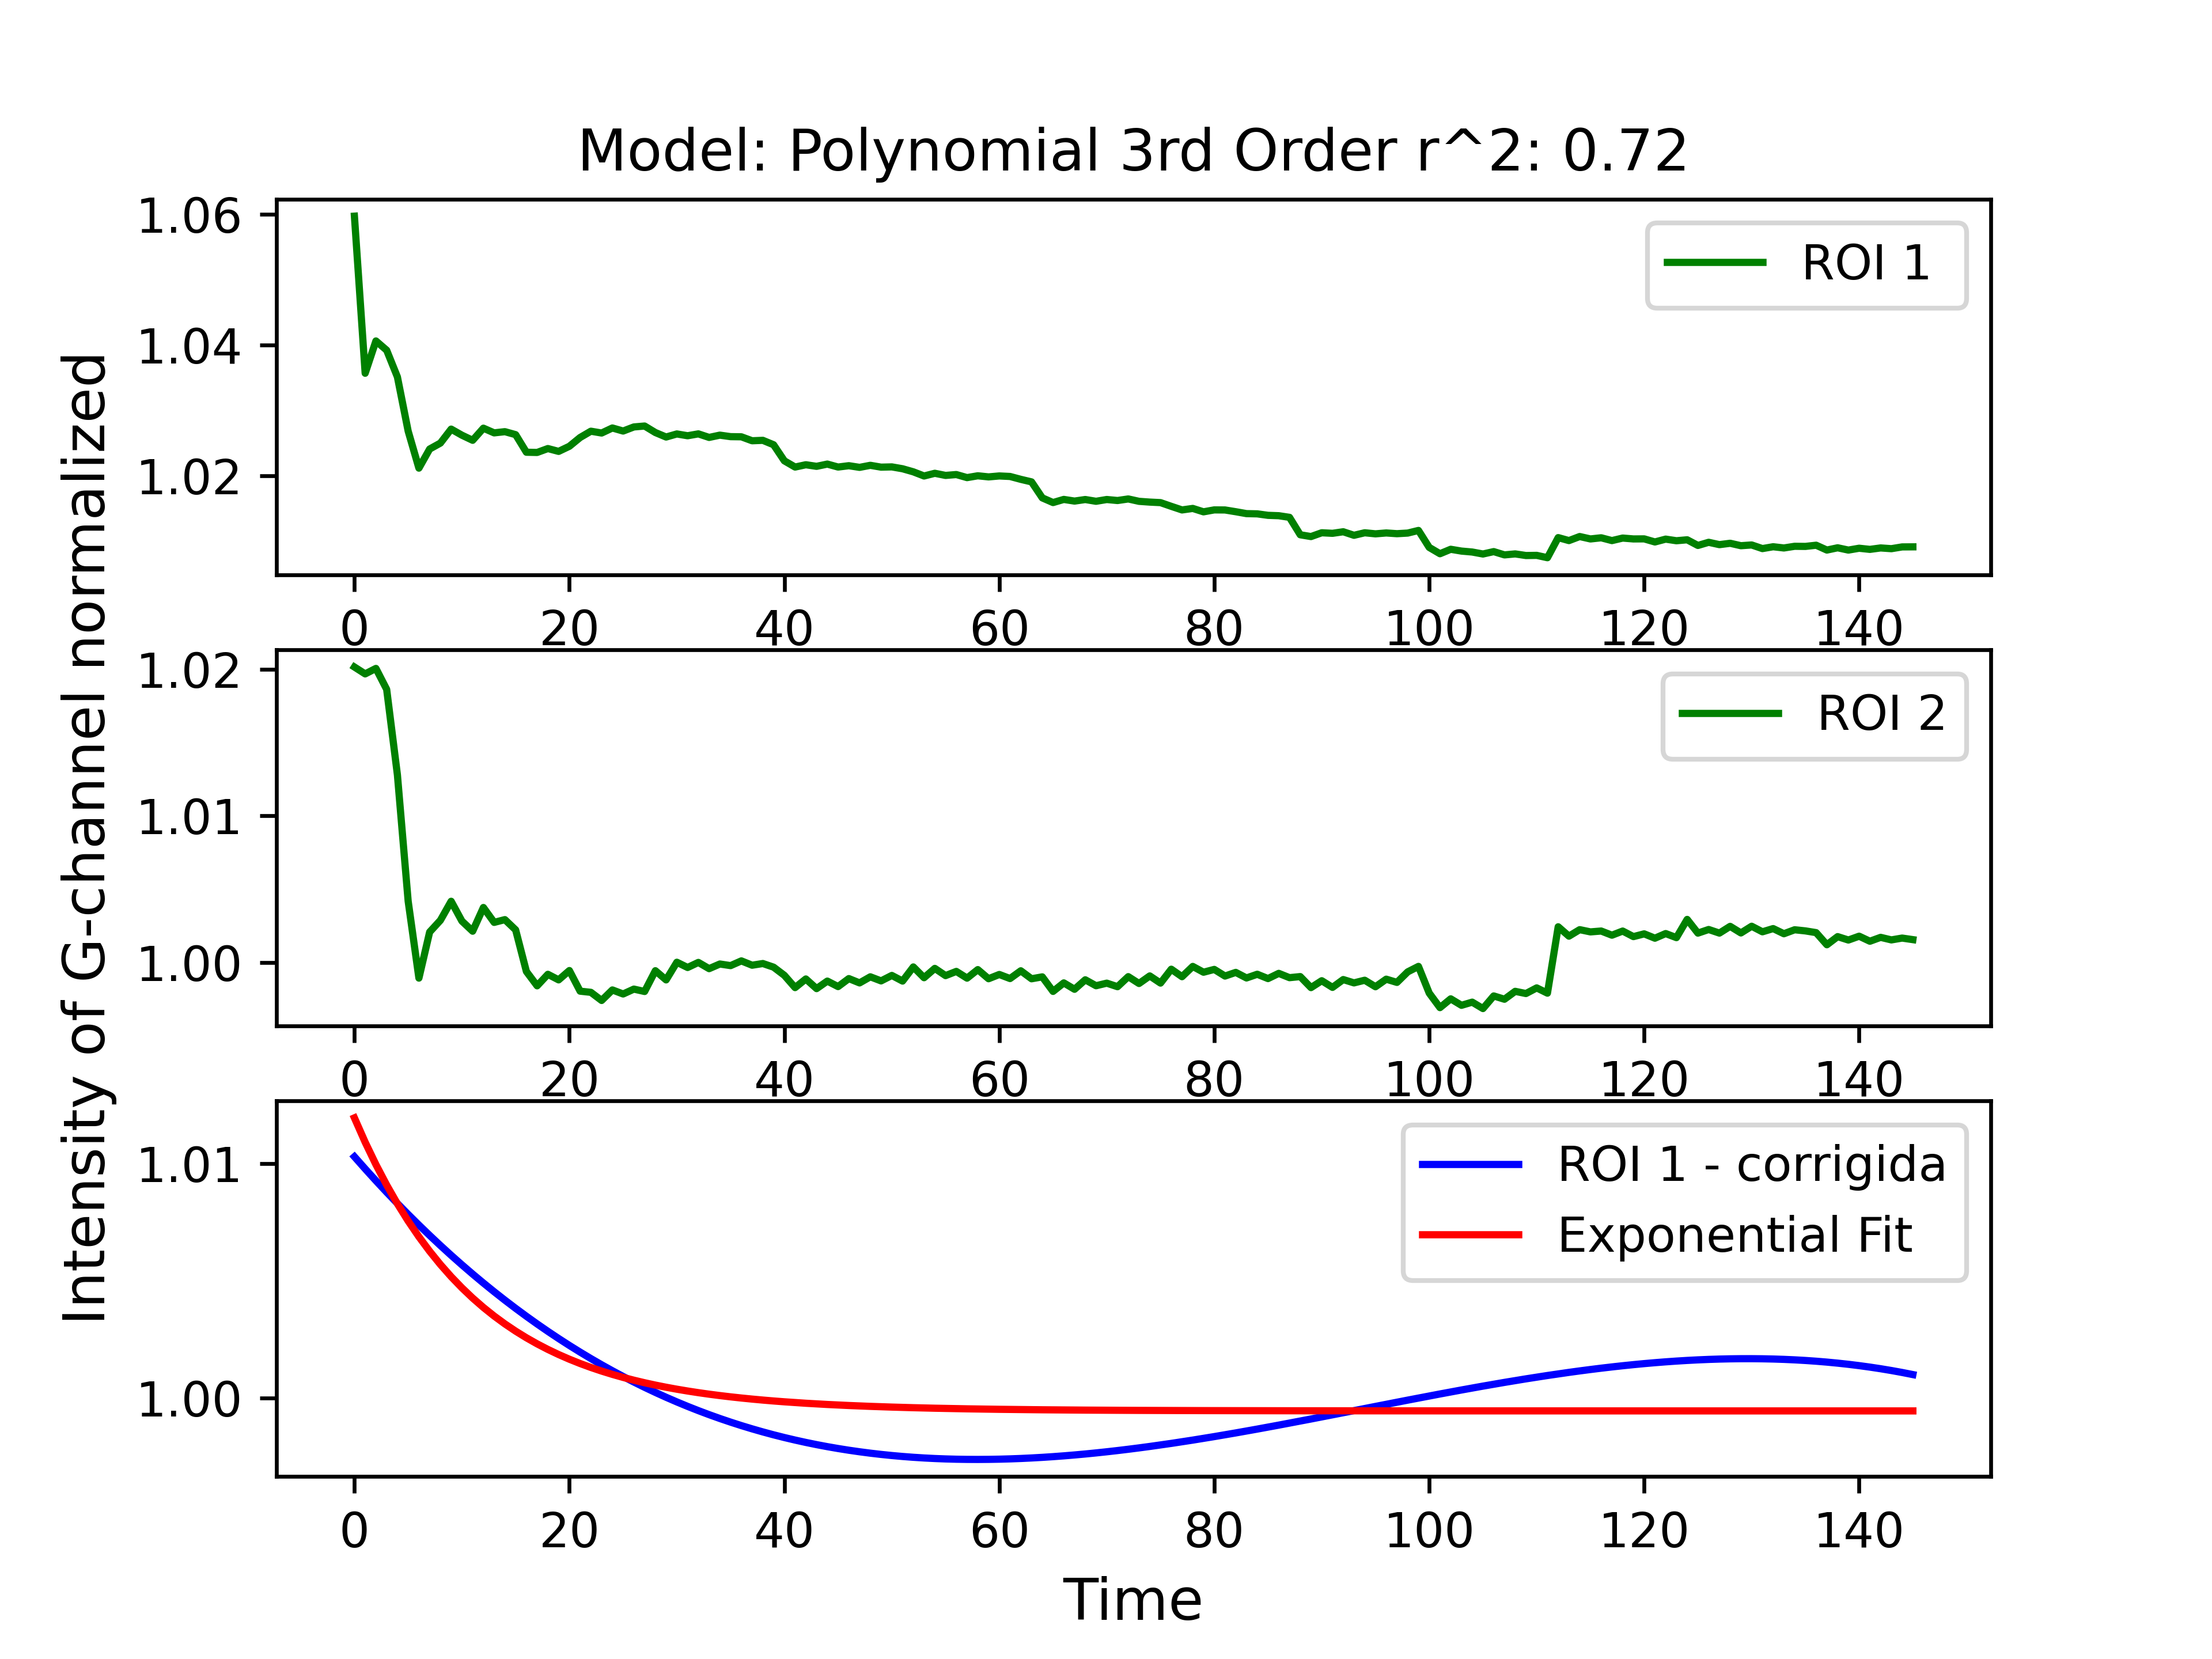 Model: Polynomial 3rd Order r^2: 0.72
Intensity of G-channel normalized
1.06
1.04
1.02
ROI 1
0 20 40 60 80 100 120 140
1.02
1.01
1.00
ROI 2
0 20 40 60 80 100 120 140
1.01
1.00
ROI 1 - corrigida
Exponential Fit
0 20 40 60 80 100 120 140
Time